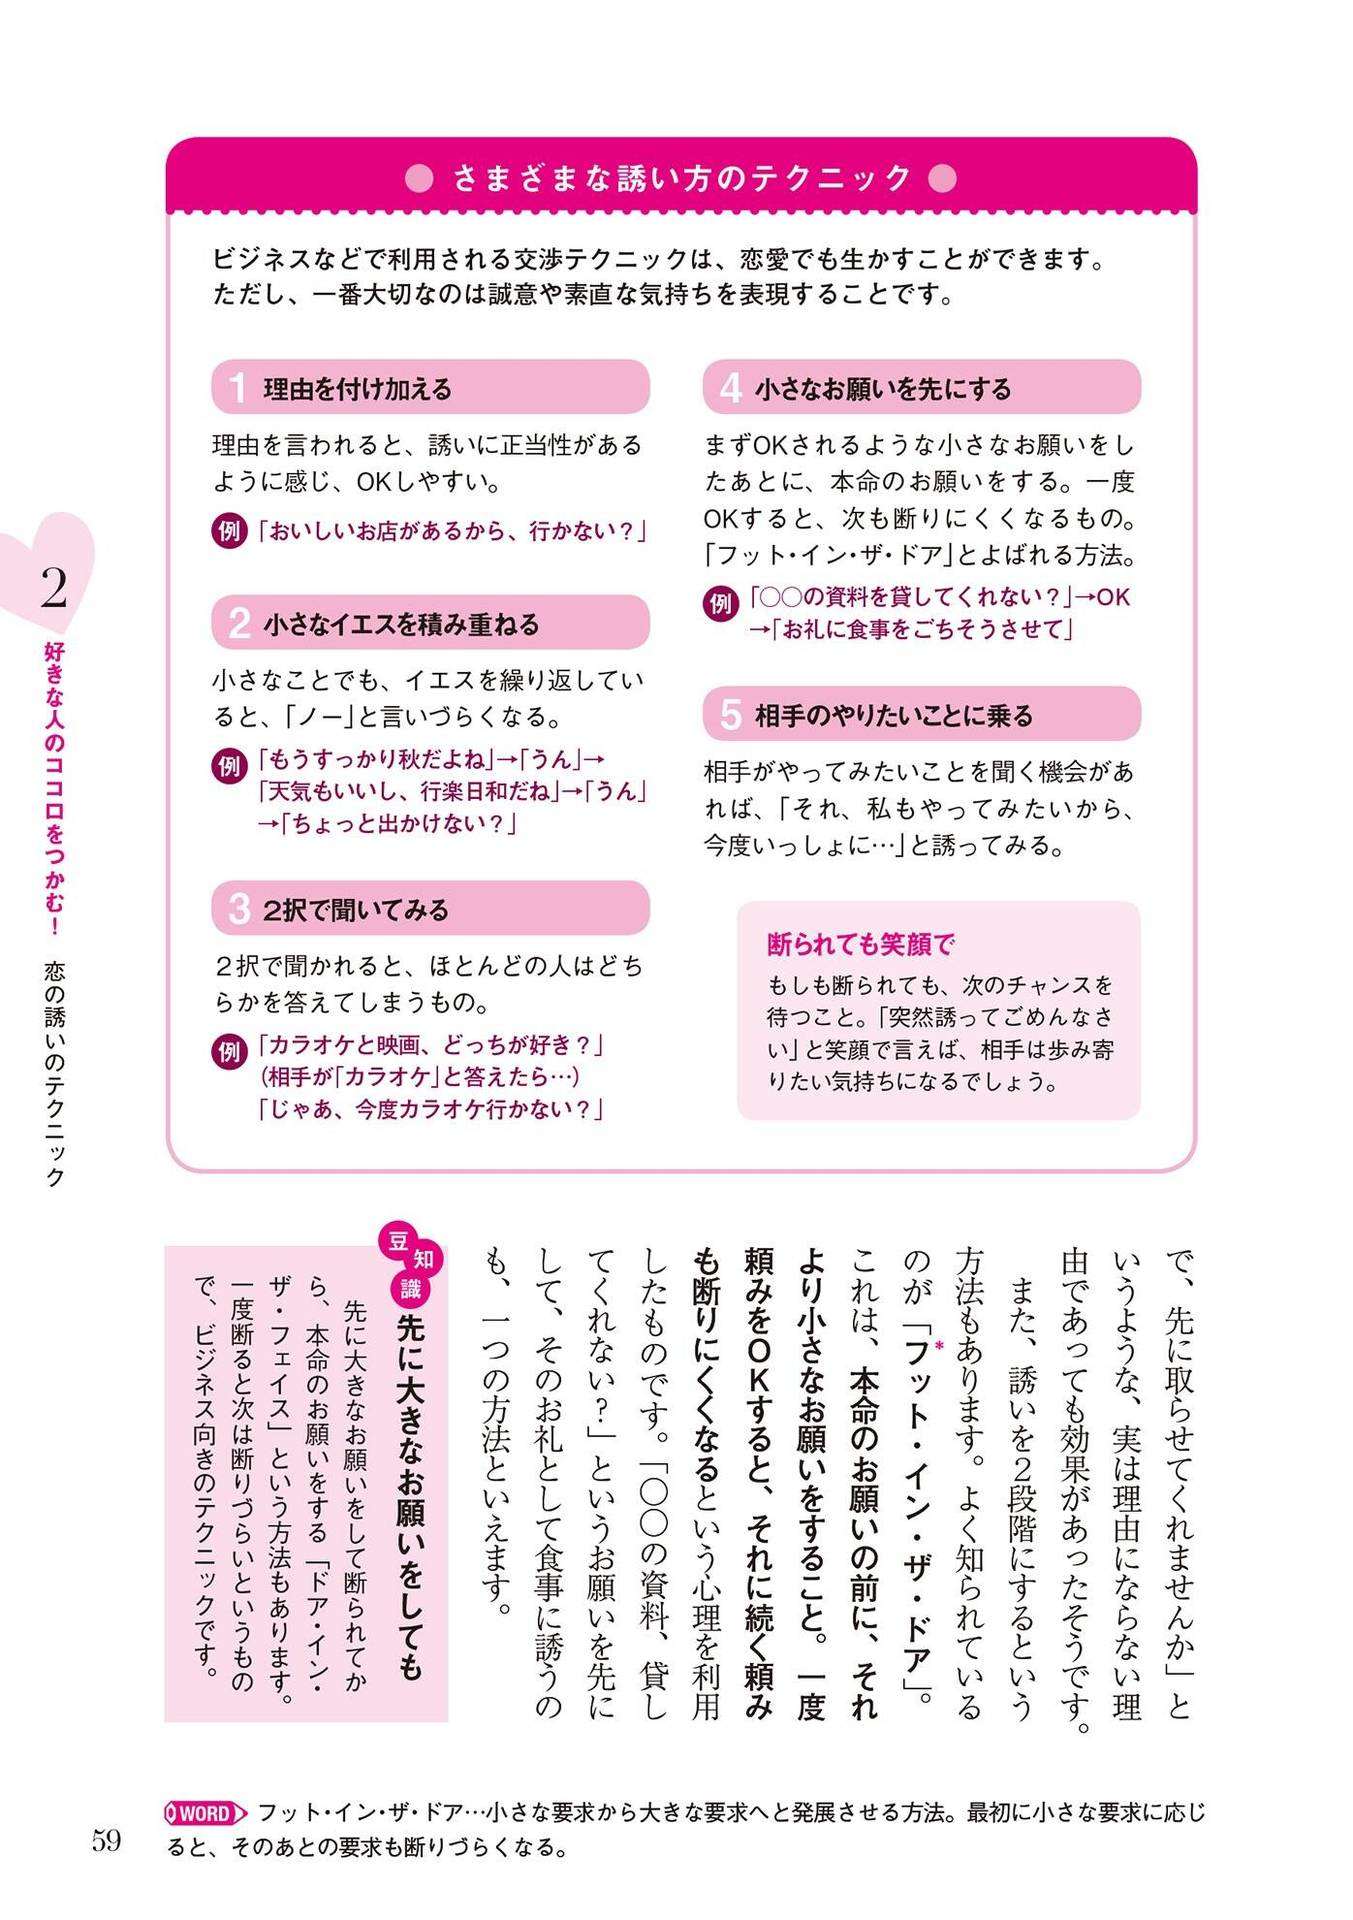 さまざまな誘い方のテクニック
ビジネスなどで利用される交渉テクニックは、恋愛でも生かすことができます。
ただし、一番大切なのは誠意や素直な気持ちを表現することです。
1 理由を付け加える
理由を言われると、誘いに正当性がある
ように感じ、OKしやすい。
例「おいしいお店があるから、行かない？」
2 小さなイエスを積み重ねる
小さなことでも、イエスを繰り返してい
ると、「ノー」と言いづらくなる。
例「もうすっかり秋だよね」→「うん」→
「天気もいいし、行楽日和だね」→「うん」
→「ちょっと出かけない？」
3 2択で聞いてみる
2択で聞かれると、ほとんどの人はどち
らかを答えてしまうもの。
例「カラオケと映画、どっちが好き？」
（相手が「カラオケ」と答えたら…）
「じゃあ、今度カラオケ行かない？」
4 小さなお願いを先にする
まずOKされるような小さなお願いをし
たあとに、本命のお願いをする。一度
OKすると、次も断りにくくなるもの。
「フット・イン・ザ・ドア」とよばれる方法。
例「○○の資料を貸してくれない？」→OK
→「お礼に食事をごちそうさせて」
5 相手のやりたいことに乗る
相手がやってみたいことを聞く機会があ
れば、「それ、私もやってみたいから、
今度いっしょに…」と誘ってみる。
断られても笑顔で
もしも断られても、次のチャンスを
待つこと。「突然誘ってごめんなさ
い」と笑顔で言えば、相手は歩み寄
りたい気持ちになるでしょう。
2
好きな人のココロをつかむ！ 恋の誘いのテクニック
で、先に取らせてくれませんか」と
いうような、実は理由にならない理
由であっても効果があったそうです。
また、誘いを2段階にするという
方法もあります。よく知られている
のが「フット・イン・ザ・ドア*」。
これは、本命のお願いの前に、それ
より小さなお願いをすること。一度
頼みをOKすると、それに続く頼み
も断りにくくなるという心理を利用
したものです。「○○の資料、貸し
てくれない？」というお願いを先に
して、そのお礼として食事に誘うの
も、一つの方法といえます。
豆知識
先に大きなお願いをしても
先に大きなお願いをして断られてか
ら、本命のお願いをする「ドア・イン・
ザ・フェイス」という方法もあります。
一度断ると次は断りづらいというもの
で、ビジネス向きのテクニックです。
WORD フット・イン・ザ・ドア…小さな要求から大きな要求へと発展させる方法。最初に小さな要求に応じ
ると、そのあとの要求も断りづらくなる。
59